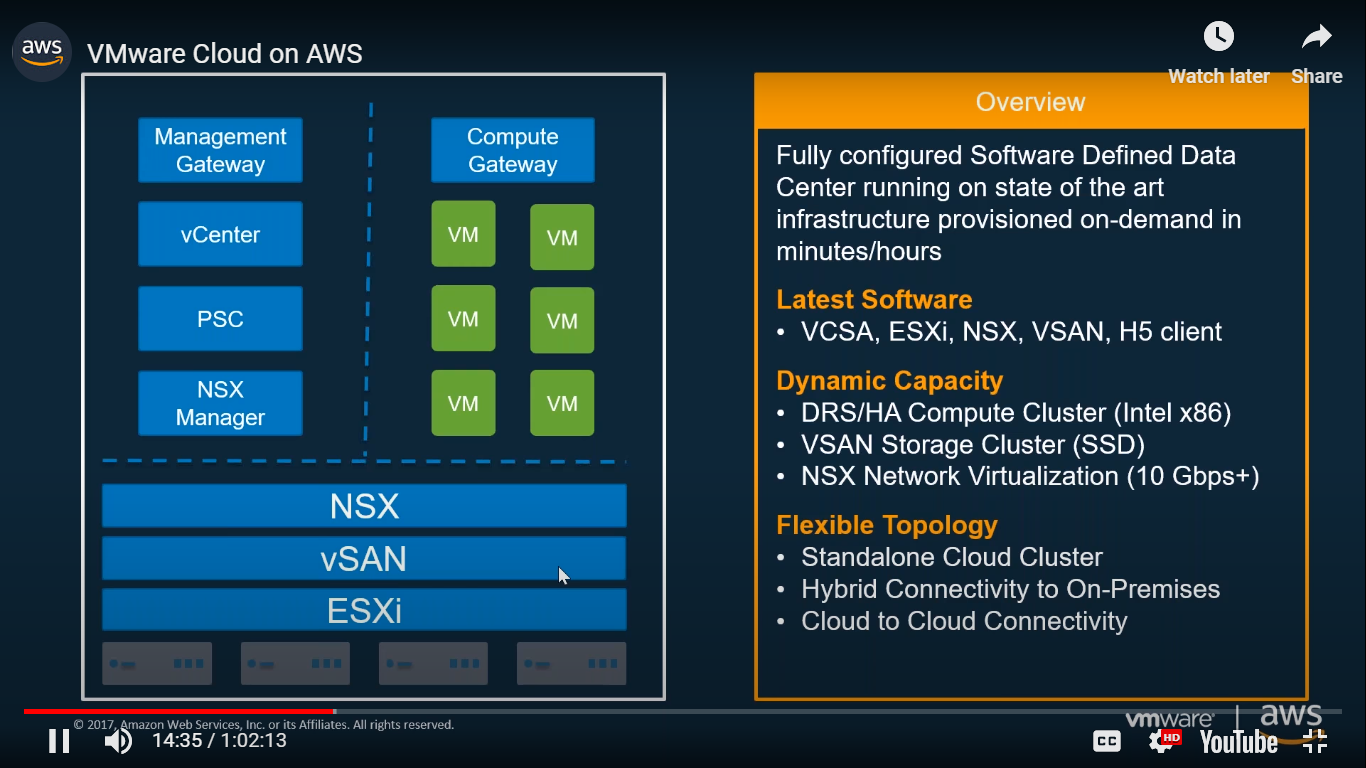 aws
VMware Cloud on AWS
Watch later
Share
Management
Gateway
vCenter
PSC
NSX
Manager
Compute
Gateway
VM
VM
VM
VM
VM
VM
NSX
vSAN
ESXi
Overview
Fully configured Software Defined Data
Center running on state of the art
infrastructure provisioned on-demand in
minutes/hours
Latest Software
• VCSA, ESXi, NSX, VSAN, H5 client
Dynamic Capacity
• DRS/HA Compute Cluster (Intel x86)
• VSAN Storage Cluster (SSD)
• NSX Network Virtualization (10 Gbps+)
Flexible Topology
• Standalone Cloud Cluster
• Hybrid Connectivity to On-Premises
• Cloud to Cloud Connectivity
© 2017, Amazon Web Services, Inc. or its Affiliates. All rights reserved.
vmware® | aws
14:35 / 1:02:13
CC
HD
YouTube